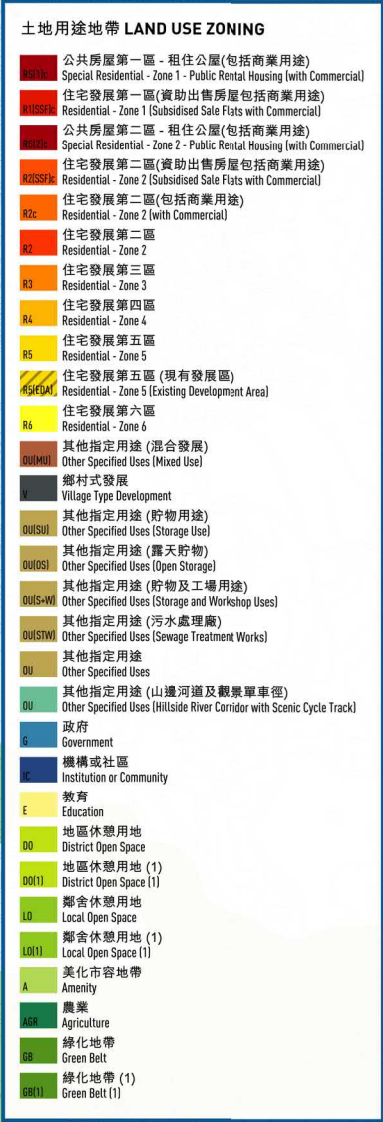 土地用途地帶 LAND USE ZONING
RS(1)c 公共房屋第一區 - 租住公屋(包括商業用途)
Special Residential - Zone 1 - Public Rental Housing (with Commercial)
R1(SSF)c 住宅發展第一區(資助出售房屋包括商業用途)
Residential - Zone 1 (Subsidised Sale Flats with Commercial)
RS(2)c 公共房屋第二區 - 租住公屋(包括商業用途)
Special Residential - Zone 2 - Public Rental Housing (with Commercial)
R2(SSF)c 住宅發展第二區(資助出售房屋包括商業用途)
Residential - Zone 2 (Subsidised Sale Flats with Commercial)
R2c 住宅發展第二區(包括商業用途)
Residential - Zone 2 (with Commercial)
R2 住宅發展第二區
Residential - Zone 2
R3 住宅發展第三區
Residential - Zone 3
R4 住宅發展第四區
Residential - Zone 4
R5 住宅發展第五區
Residential - Zone 5
R5(EDA) 住宅發展第五區 (現有發展區)
Residential - Zone 5 (Existing Development Area)
R6 住宅發展第六區
Residential - Zone 6
OU(MU) 其他指定用途 (混合發展)
Other Specified Uses (Mixed Use)
V 鄉村式發展
Village Type Development
OU(SU) 其他指定用途 (貯物用途)
Other Specified Uses (Storage Use)
OU(OS) 其他指定用途 (露天貯物)
Other Specified Uses (Open Storage)
OU(S+W) 其他指定用途 (貯物及工場用途)
Other Specified Uses (Storage and Workshop Uses)
OU(STW) 其他指定用途 (污水處理廠)
Other Specified Uses (Sewage Treatment Works)
OU 其他指定用途
Other Specified Uses
OU 其他指定用途 (山邊河道及觀景單車徑)
Other Specified Uses (Hillside River Corridor with Scenic Cycle Track)
G 政府
Government
IC 機構或社區
Institution or Community
E 教育
Education
DO 地區休憩用地
District Open Space
DO(1) 地區休憩用地 (1)
District Open Space (1)
LO 鄰舍休憩用地
Local Open Space
LO(1) 鄰舍休憩用地 (1)
Local Open Space (1)
A 美化市容地帶
Amenity
AGR 農業
Agriculture
GB 綠化地帶
Green Belt
GB(1) 綠化地帶 (1)
Green Belt (1)